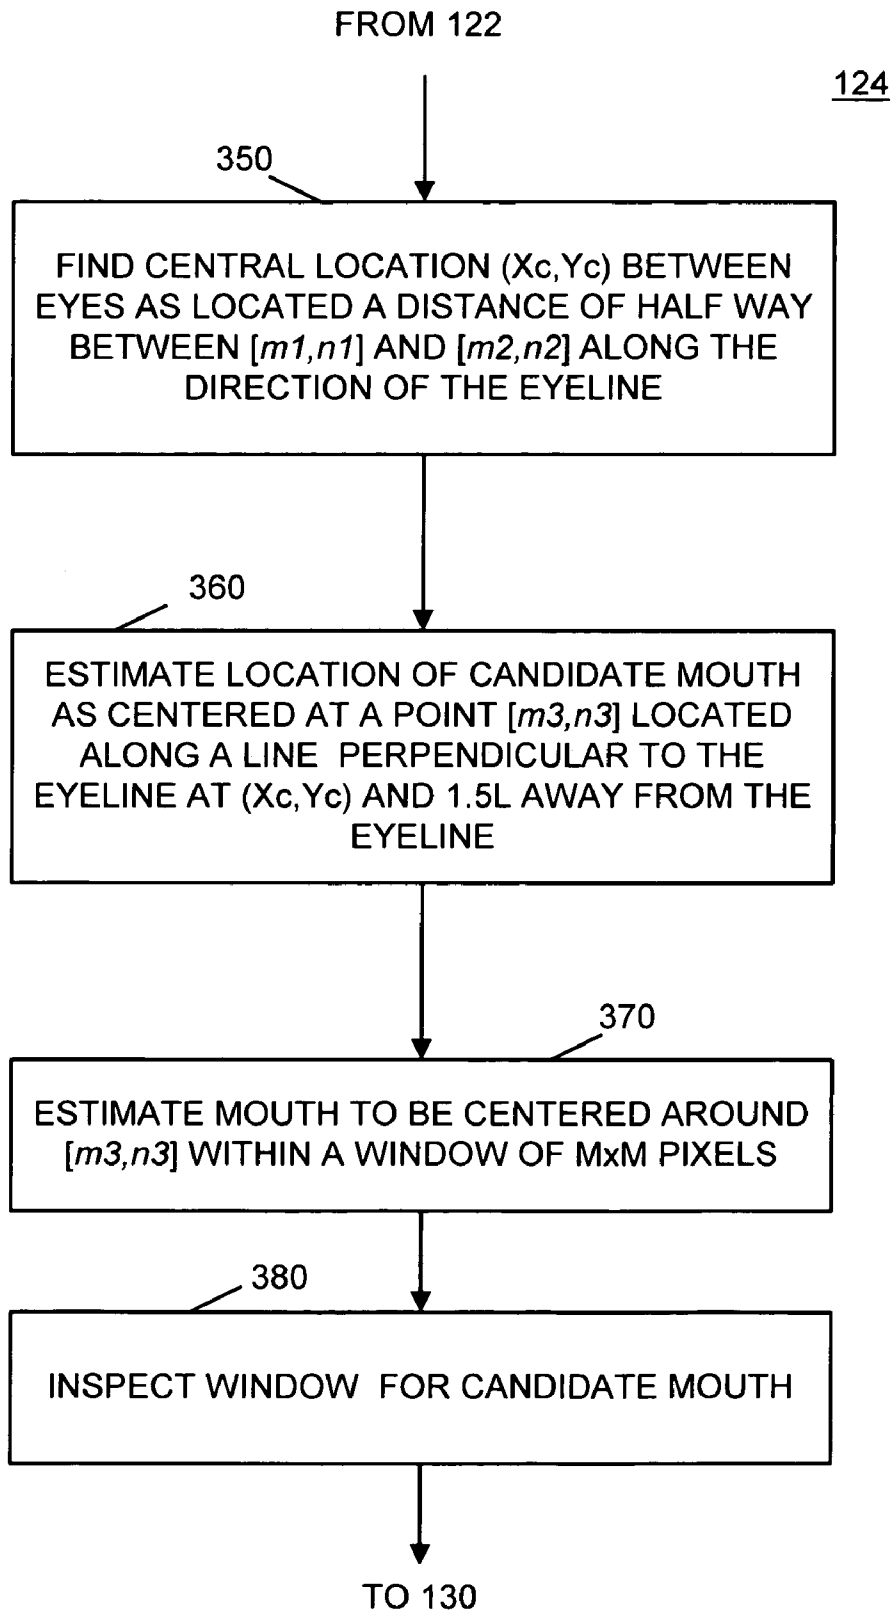 FROM 122
124
350
FIND CENTRAL LOCATION (Xc,Yc) BETWEEN
EYES AS LOCATED A DISTANCE OF HALF WAY
BETWEEN [m1,n1] AND [m2,n2] ALONG THE
DIRECTION OF THE EYELINE
360
ESTIMATE LOCATION OF CANDIDATE MOUTH
AS CENTERED AT A POINT [m3,n3] LOCATED
ALONG A LINE PERPENDICULAR TO THE
EYELINE AT (Xc,Yc) AND 1.5L AWAY FROM THE
EYELINE
370
ESTIMATE MOUTH TO BE CENTERED AROUND
[m3,n3] WITHIN A WINDOW OF MxM PIXELS
380
INSPECT WINDOW FOR CANDIDATE MOUTH
TO 130